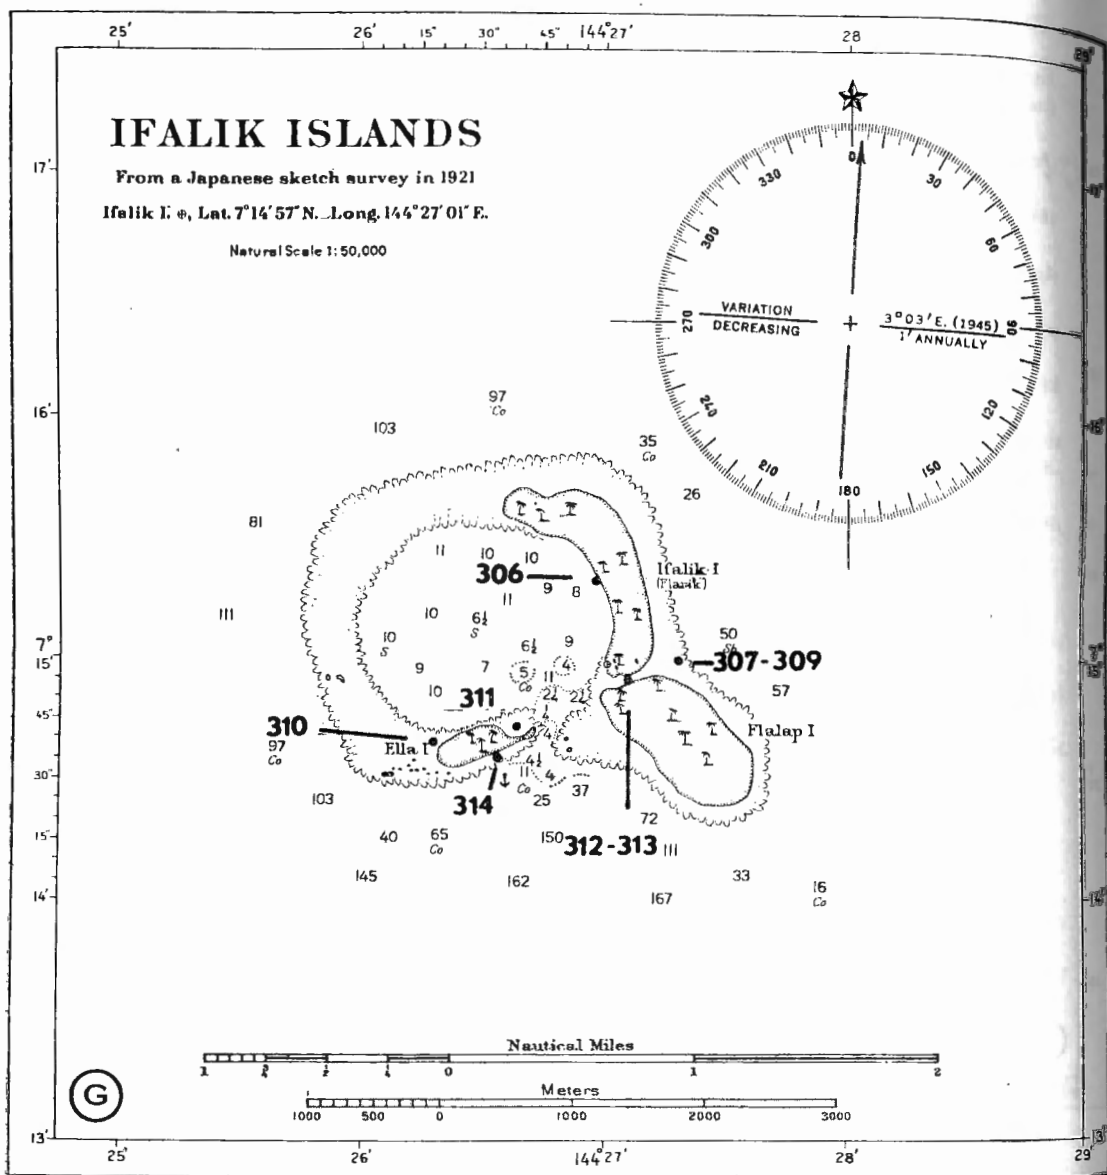 25' 26' 15" 30" 45" 144°27' 28 29'
IFALIK ISLANDS
From a Japanese sketch survey in 1921
Ifalik I. ⊕, Lat. 7°14'57" N. Long. 144°27'01" E.
Natural Scale 1:50,000
17'
0 30 60 90 120 150 180 210 240 270 300 330
VARIATION
DECREASING
3°03' E. (1945)
1' ANNUALLY
16'
97
Co
103
35
Co
26
81
11 10 10
306
9 8
11
Ifalik I
(Flarik)
111
10 6½
S
10
S
6½ 9
50
7°
15'
9 7 5 4
Co
11
307-309
57
10
311
2¼ 2¼
4
45"
310
Ella I
4
Flalap I
97
Co
30"
4½
11
Co
4 37
103
314
25
72
15"
40 65
Co
150
312-313
111
145 162
33
14'
167
16
Co
Nautical Miles
1 0 1 2
Meters
1000 500 0 1000 2000 3000
G
13' 13'
25' 26' 144°27' 28' 29'